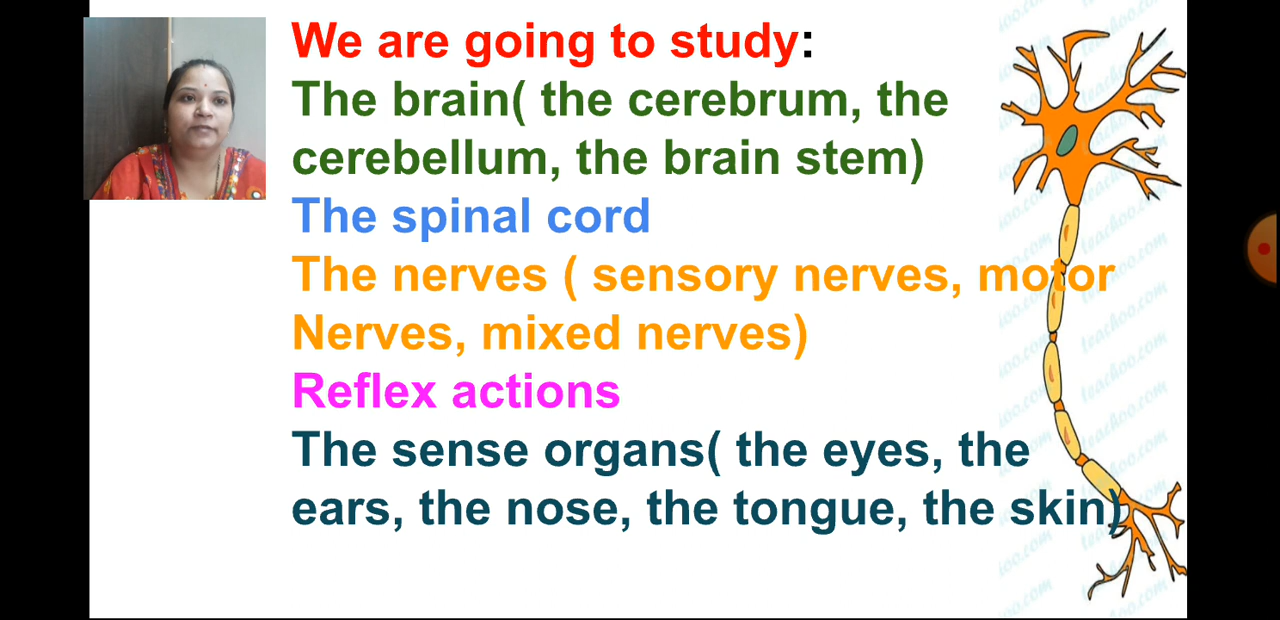 We are going to study:
The brain( the cerebrum, the
cerebellum, the brain stem)
The spinal cord
The nerves ( sensory nerves, motor
Nerves, mixed nerves)
Reflex actions
The sense organs( the eyes, the
ears, the nose, the tongue, the skin)
teachoo.com